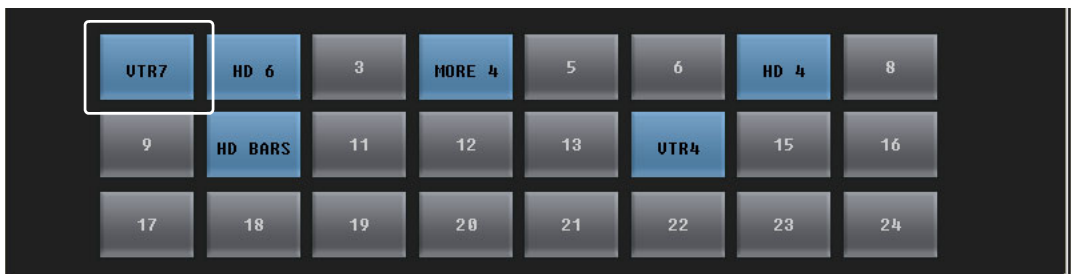 VTR7 HD 6 3 MORE 4 5 6 HD 4 8
9 HD BARS 11 12 13 VTR4 15 16
17 18 19 20 21 22 23 24